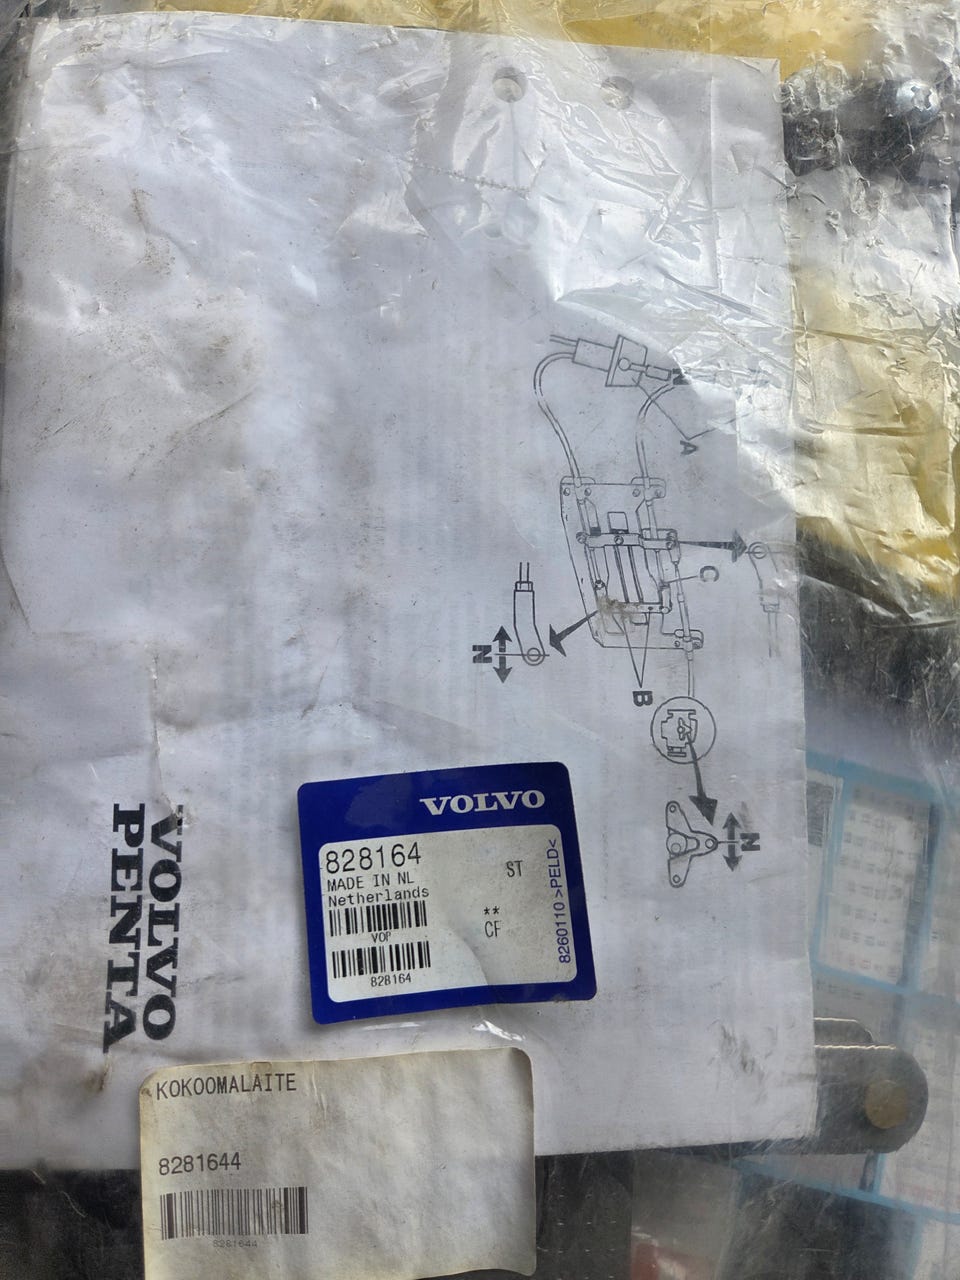 A
C
N
B
N
VOLVO
PENTA
VOLVO
828164
ST
MADE IN NL
Netherlands
**
CF
VOP
828164
8260110 >PELD<
KOKOOMALAITE
8281644
8281644